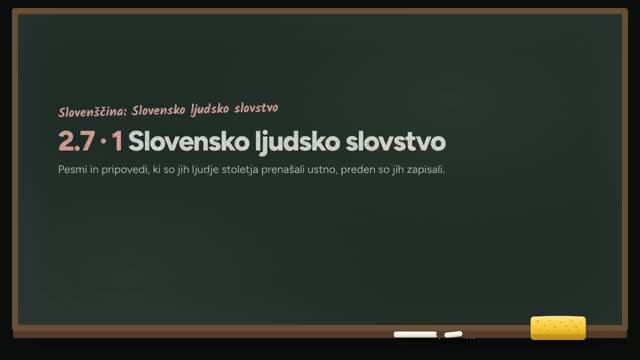 Slovenščina: Slovensko ljudsko slovstvo
2.7 · 1 Slovensko ljudsko slovstvo
Pesmi in pripovedi, ki so jih ljudje stoletja prenašali ustno, preden so jih zapisali.